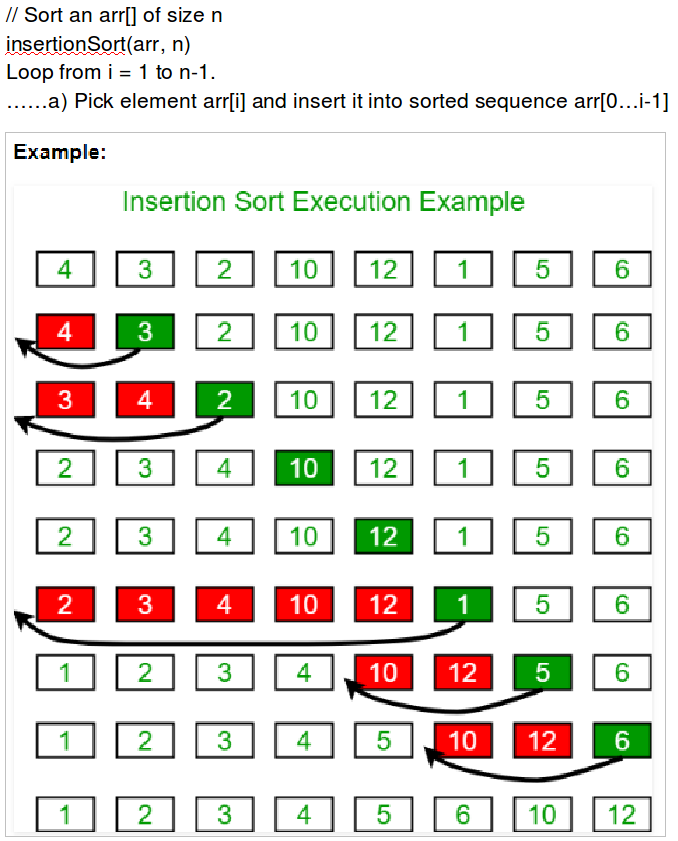 // Sort an arr[] of size n
insertionSort(arr, n)
Loop from i = 1 to n-1.
……a) Pick element arr[i] and insert it into sorted sequence arr[0…i-1]
Example:
Insertion Sort Execution Example
4 3 2 10 12 1 5 6
4 3 2 10 12 1 5 6
3 4 2 10 12 1 5 6
2 3 4 10 12 1 5 6
2 3 4 10 12 1 5 6
2 3 4 10 12 1 5 6
1 2 3 4 10 12 5 6
1 2 3 4 5 10 12 6
1 2 3 4 5 6 10 12